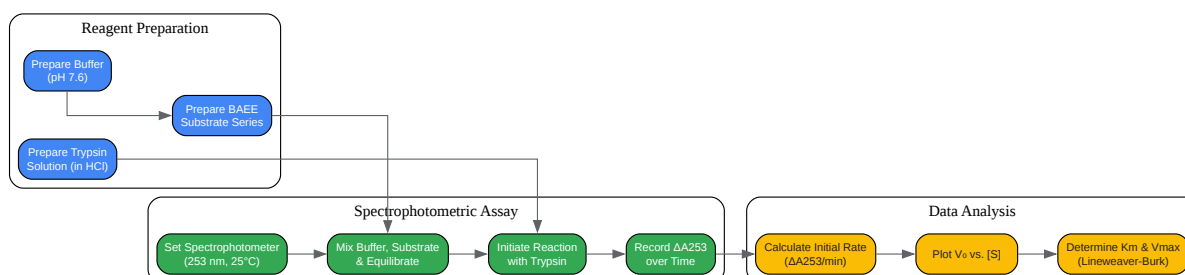 Reagent Preparation
Prepare Buffer
(pH 7.6)
Prepare BAEE
Substrate Series
Prepare Trypsin
Solution (in HCl)
Spectrophotometric Assay
Set Spectrophotometer
(253 nm, 25°C)
Mix Buffer, Substrate
& Equilibrate
Initiate Reaction
with Trypsin
Record ΔA253
over Time
Data Analysis
Calculate Initial Rate
(ΔA253/min)
Plot V₀ vs. [S]
Determine Km & Vmax
(Lineweaver-Burk)